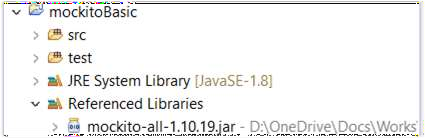 mockitoBasic
src
test
JRE System Library [JavaSE-1.8]
Referenced Libraries
mockito-all-1.10.19.jar - D:\OneDrive\Docs\Works